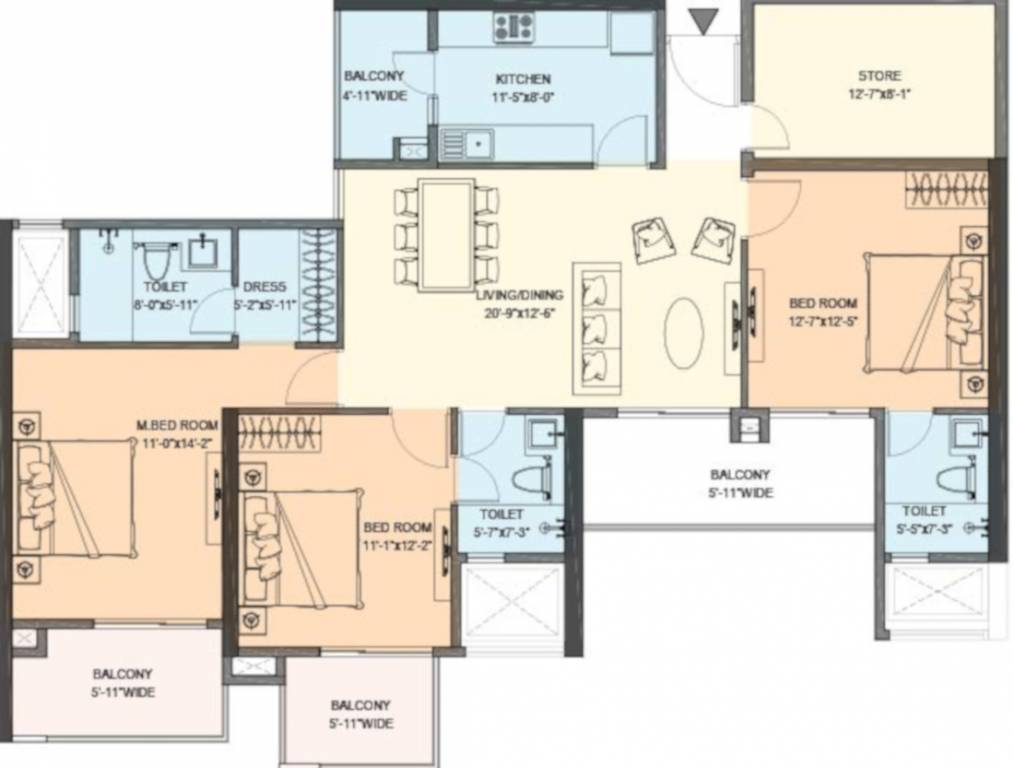 BALCONY
4'-11"WIDE
KITCHEN
11'-5"x8'-0"
STORE
12'-7"x8'-1"
TOILET
8'-0"x5'-11"
DRESS
5'-2"x5'-11"
LIVING/DINING
20'-9"x12'-6"
BED ROOM
12'-7"x12'-5"
M.BED ROOM
11'-0"x14'-2"
BED ROOM
11'-1"x12'-2"
TOILET
5'-7"x7'-3"
BALCONY
5'-11"WIDE
TOILET
5'-5"x7'-3"
BALCONY
5'-11"WIDE
BALCONY
5'-11"WIDE